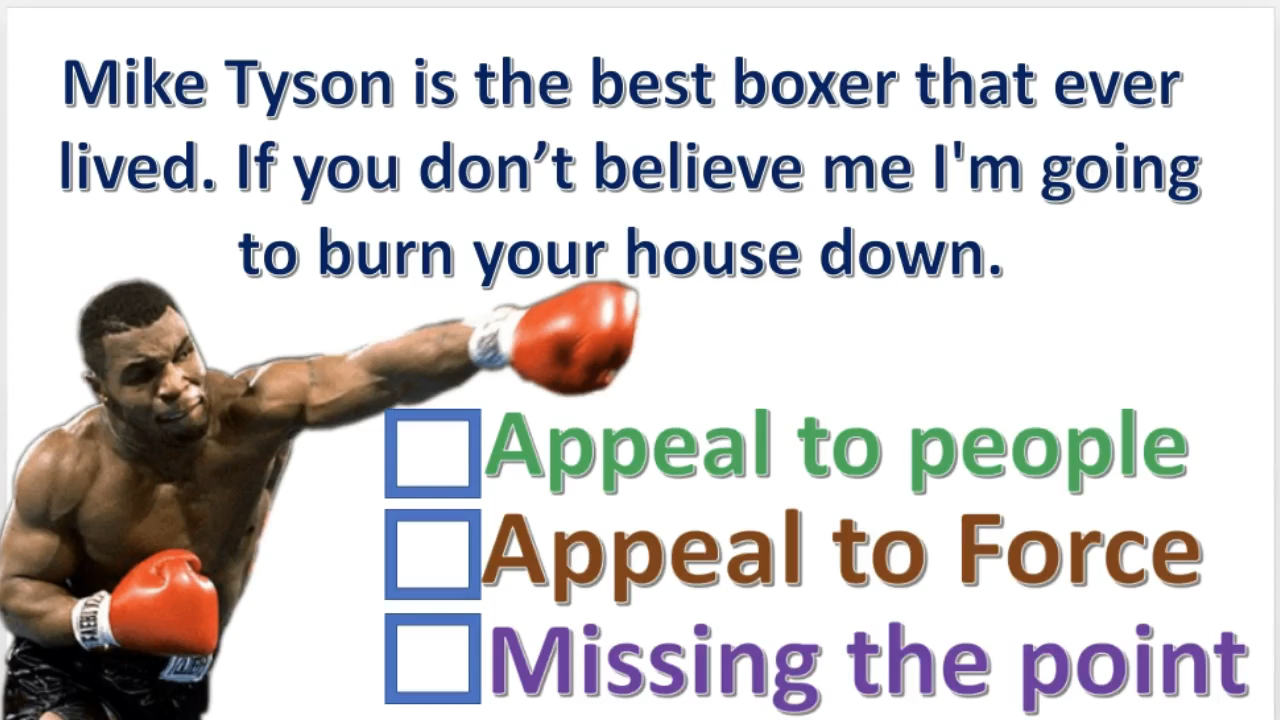 Mike Tyson is the best boxer that ever
lived. If you don’t believe me I'm going
to burn your house down.
Appeal to people
Appeal to Force
Missing the point